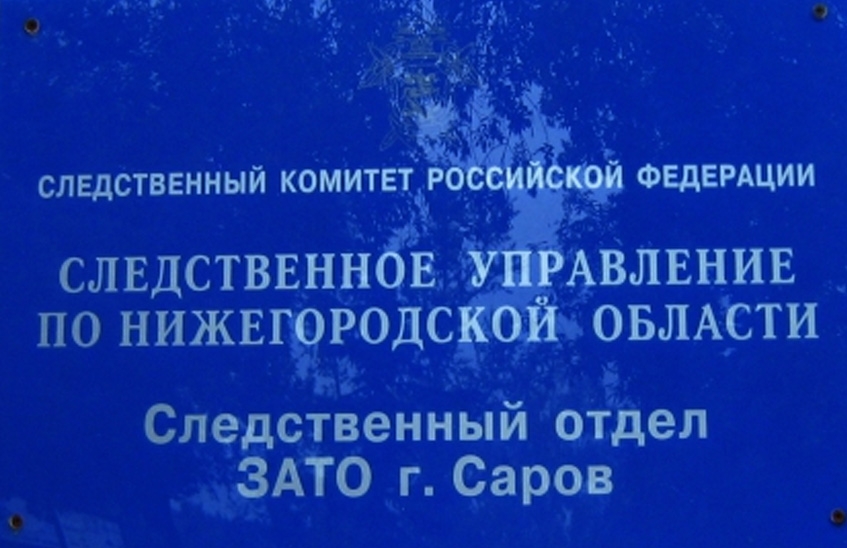 СЛЕДСТВЕННЫЙ КОМИТЕТ РОССИЙСКОЙ ФЕДЕРАЦИИ
СЛЕДСТВЕННОЕ УПРАВЛЕНИЕ
ПО НИЖЕГОРОДСКОЙ ОБЛАСТИ
Следственный отдел
ЗАТО г. Саров